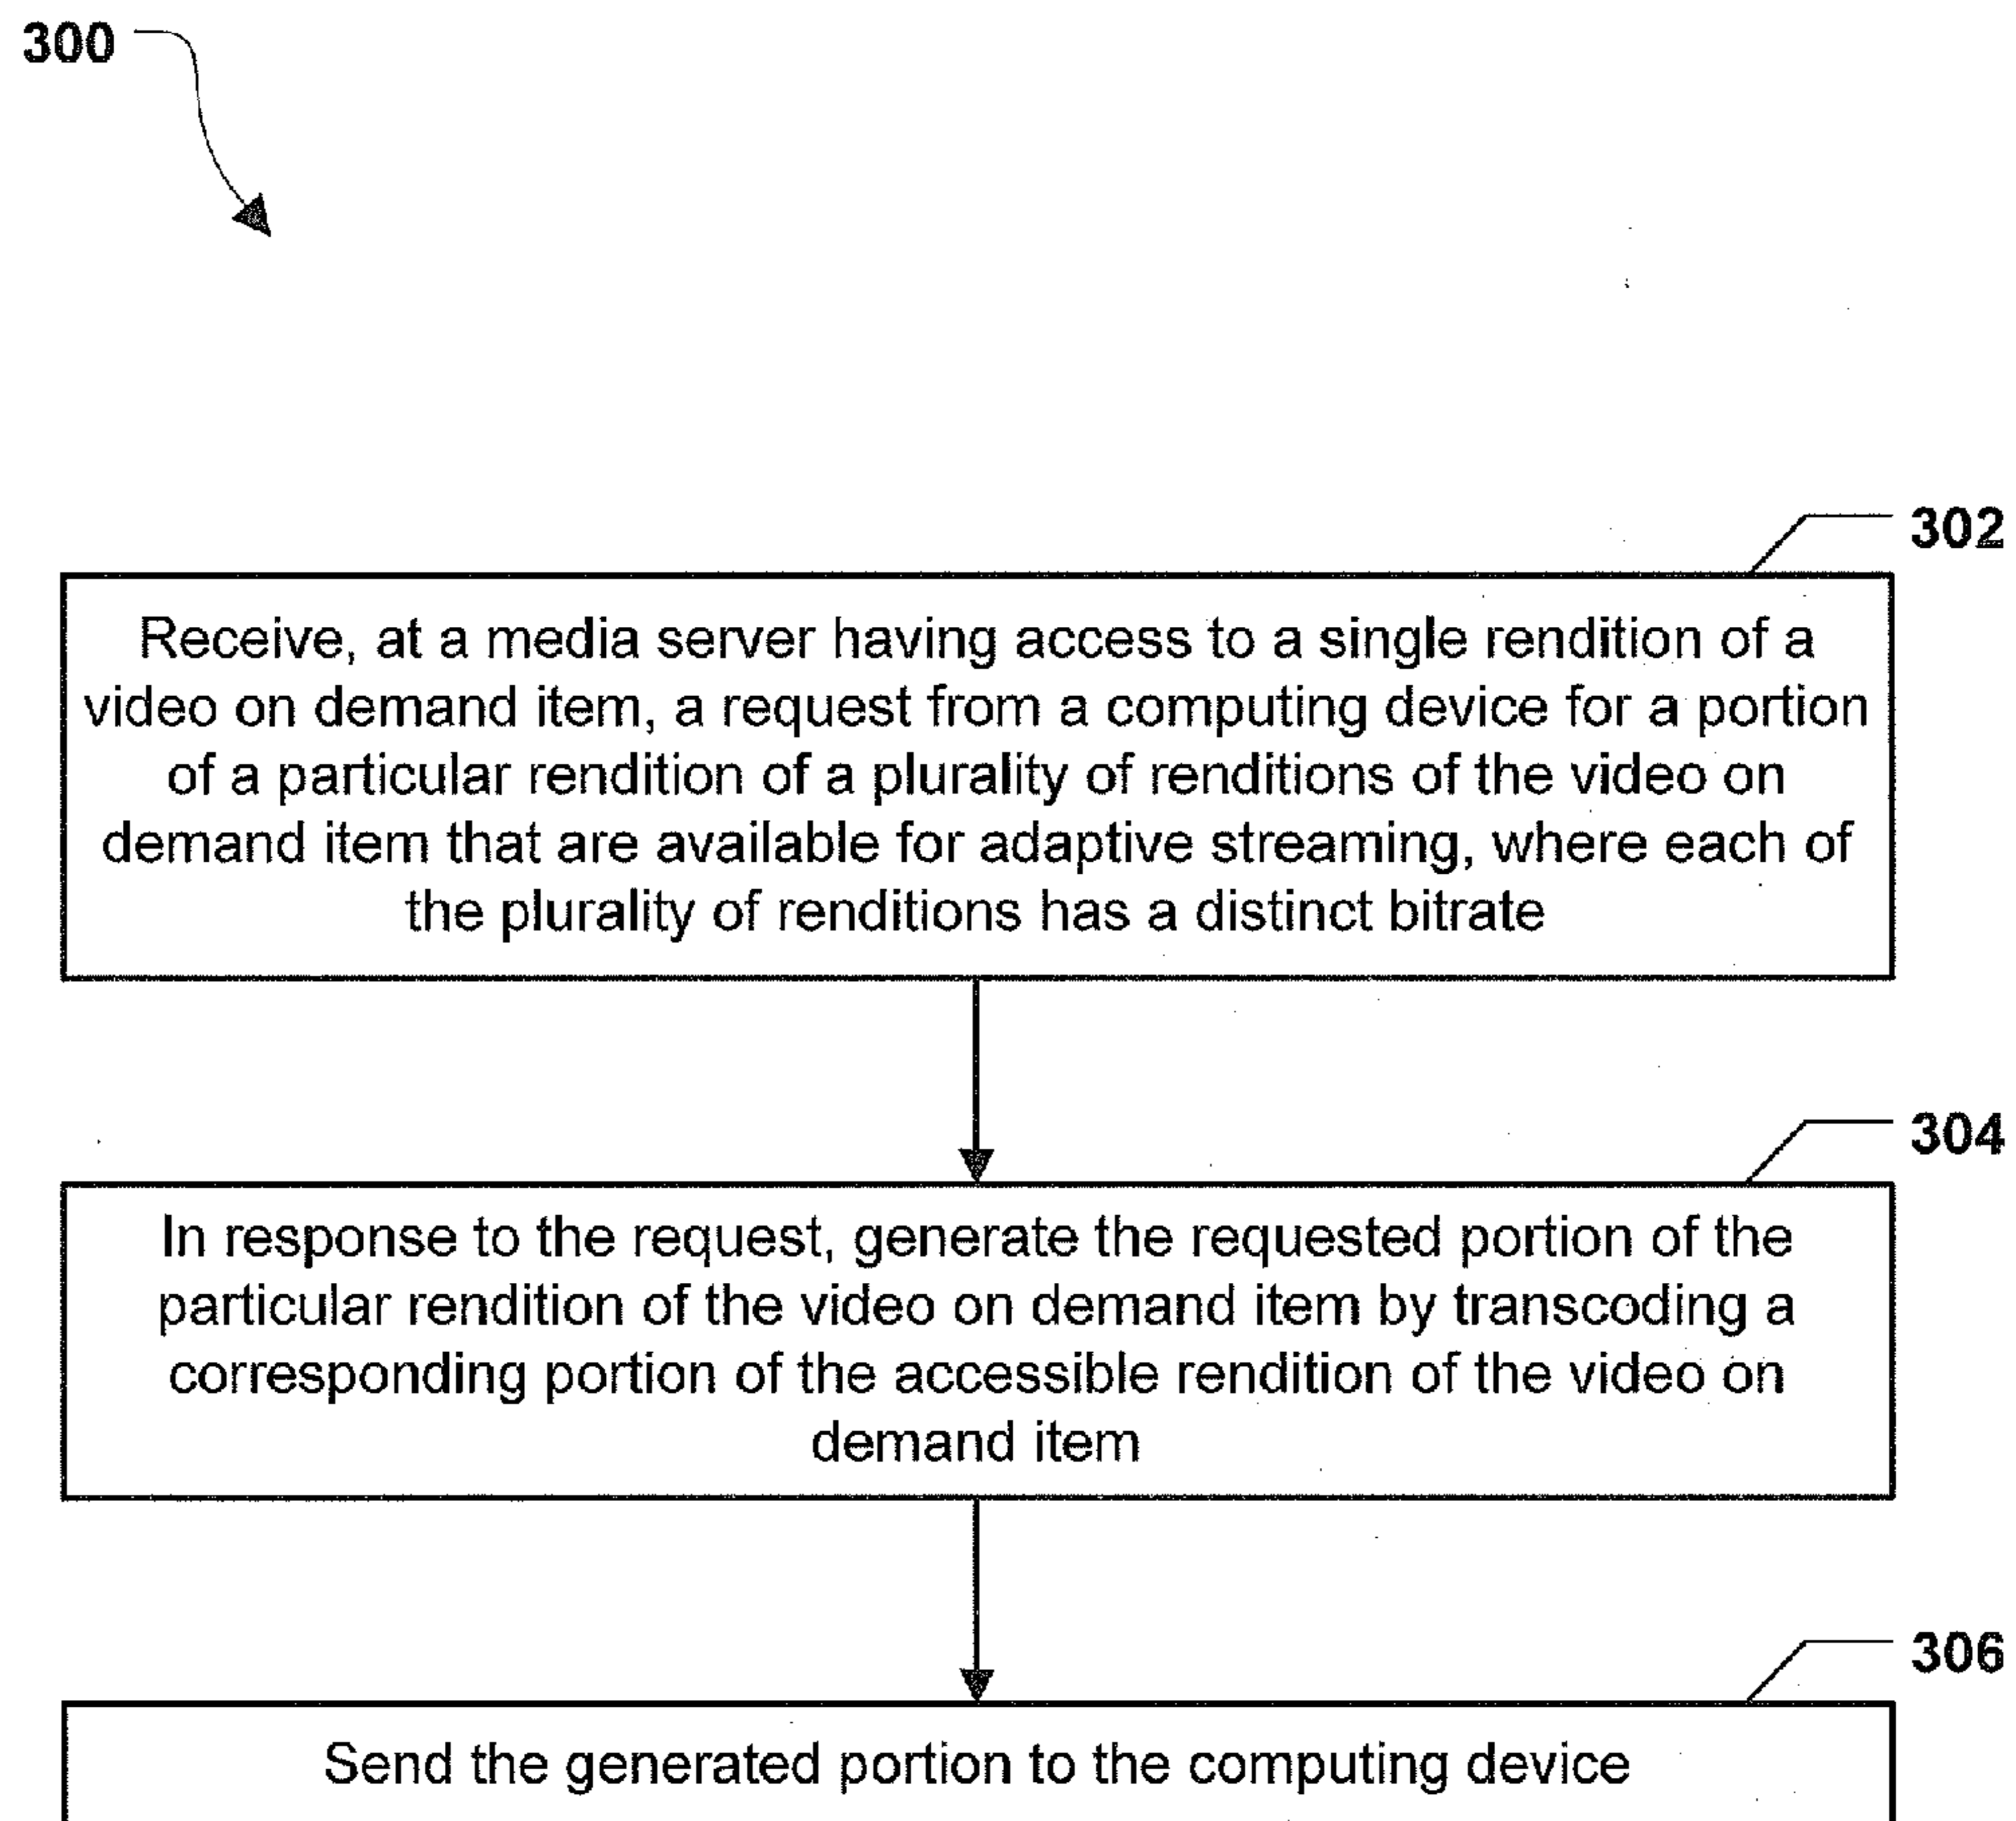 300
302
Receive, at a media server having access to a single rendition of a
video on demand item, a request from a computing device for a portion
of a particular rendition of a plurality of renditions of the video on
demand item that are available for adaptive streaming, where each of
the plurality of renditions has a distinct bitrate
304
In response to the request, generate the requested portion of the
particular rendition of the video on demand item by transcoding a
corresponding portion of the accessible rendition of the video on
demand item
306
Send the generated portion to the computing device